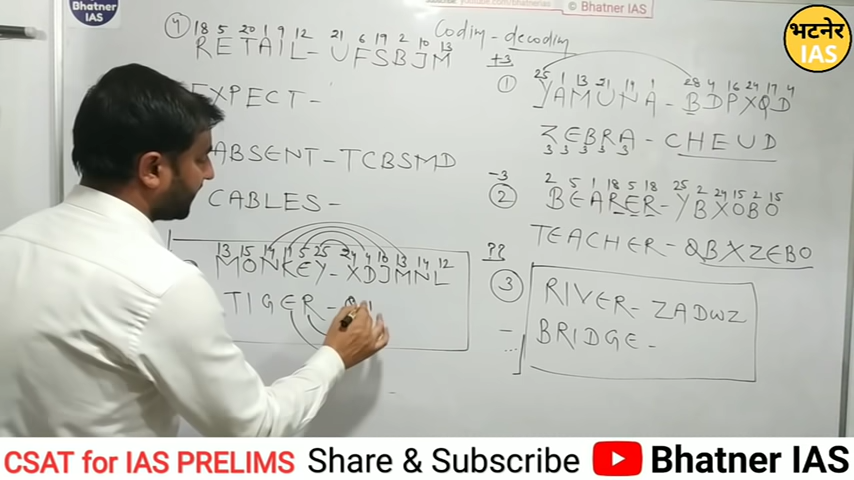 Bhatner IAS
© Bhatner IAS
भटनेर
IAS
Coding - decoding
4
18 5 20 1 9 12 21 6 19 2 10 13
RETAIL - UFSBJM
EXPECT -
ABSENT - TCBSMD
CABLES -
13 15 14 11 5 25 24 4 10 13 14 12
MONKEY - XDJMNL
TIGER - Q
+3
1
25 1 13 21 14 1 28 4 16 24 17 4
YAMUNA - BDPXQD
ZEBRA - CHEUD
3 3 3 3 3
-3
2
2 5 1 18 5 18 25 2 24 15 2 15
BEARER - YBXOBO
TEACHER - QBXZEBO
??
3
RIVER - ZADWZ
BRIDGE -
CSAT for IAS PRELIMS Share & Subscribe Bhatner IAS